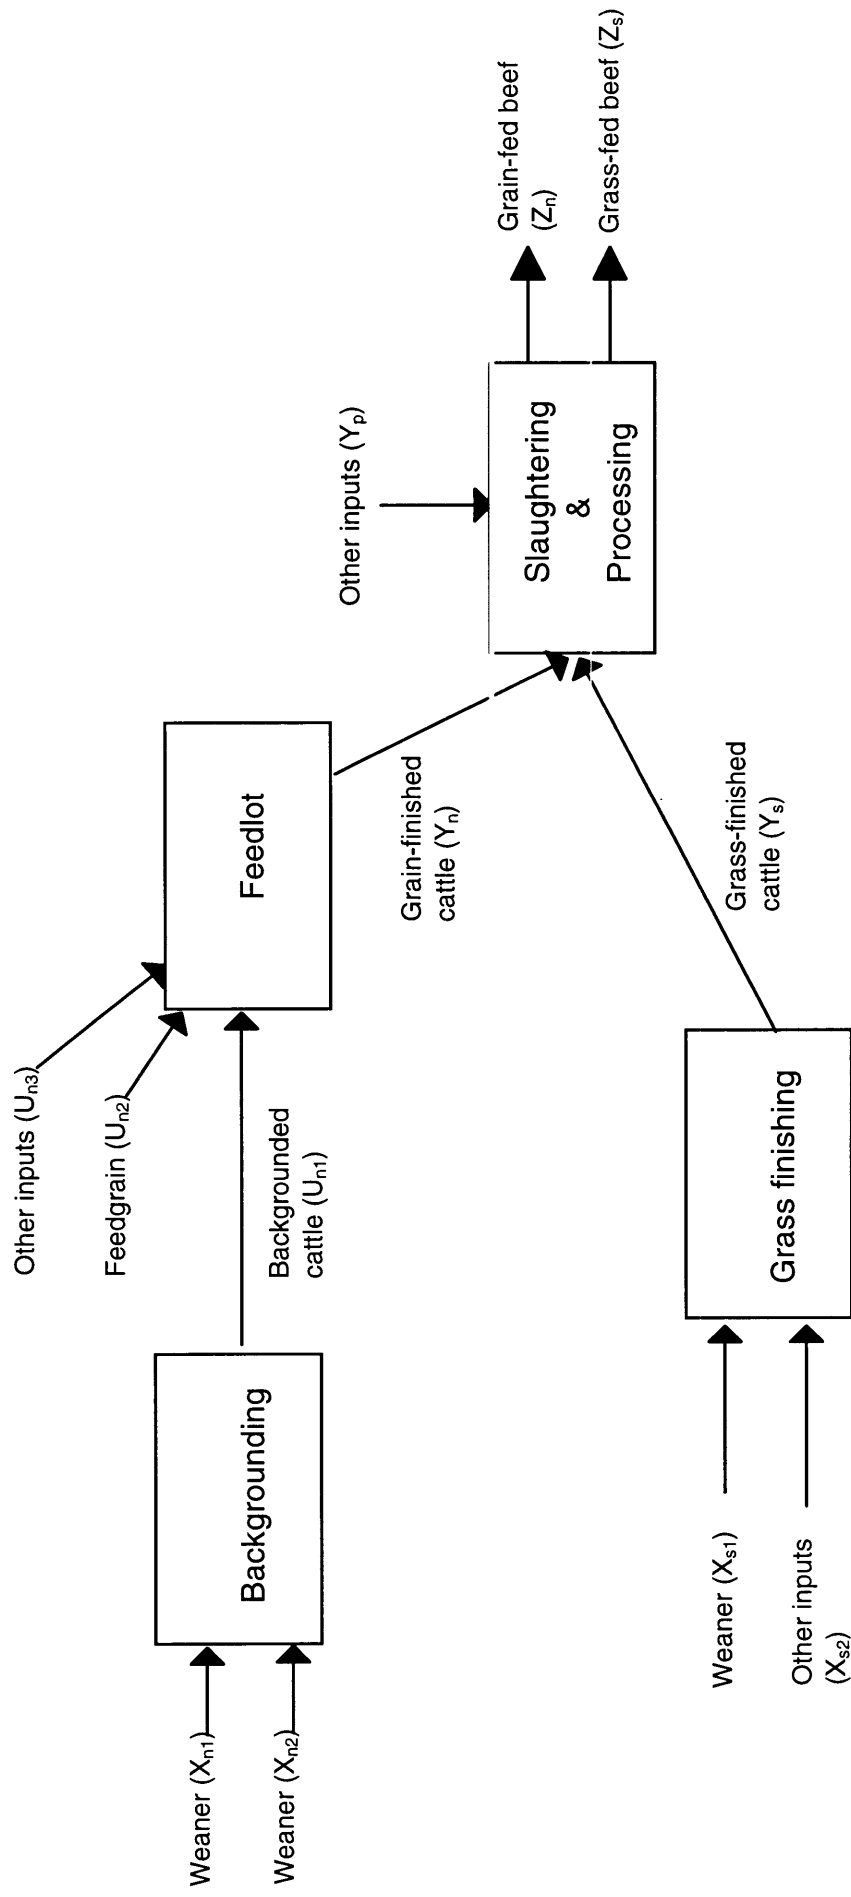 Weaner (Xn1)
Weaner (Xn2)
Backgrounding
Backgrounded
cattle (Un1)
Other inputs (Un3)
Feedgrain (Un2)
Feedlot
Grain-finished
cattle (Yn)
Weaner (Xs1)
Other inputs
(Xs2)
Grass finishing
Grass-finished
cattle (Ys)
Other inputs (Yp)
Slaughtering
&
Processing
Grain-fed beef
(Zn)
Grass-fed beef (Zs)